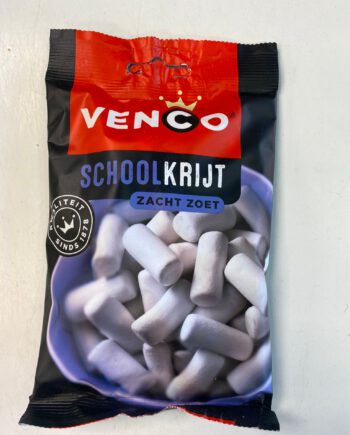 VENCO®
SCHOOLKRIJT
ZACHT ZOET
KWALITEIT
SINDS 1878